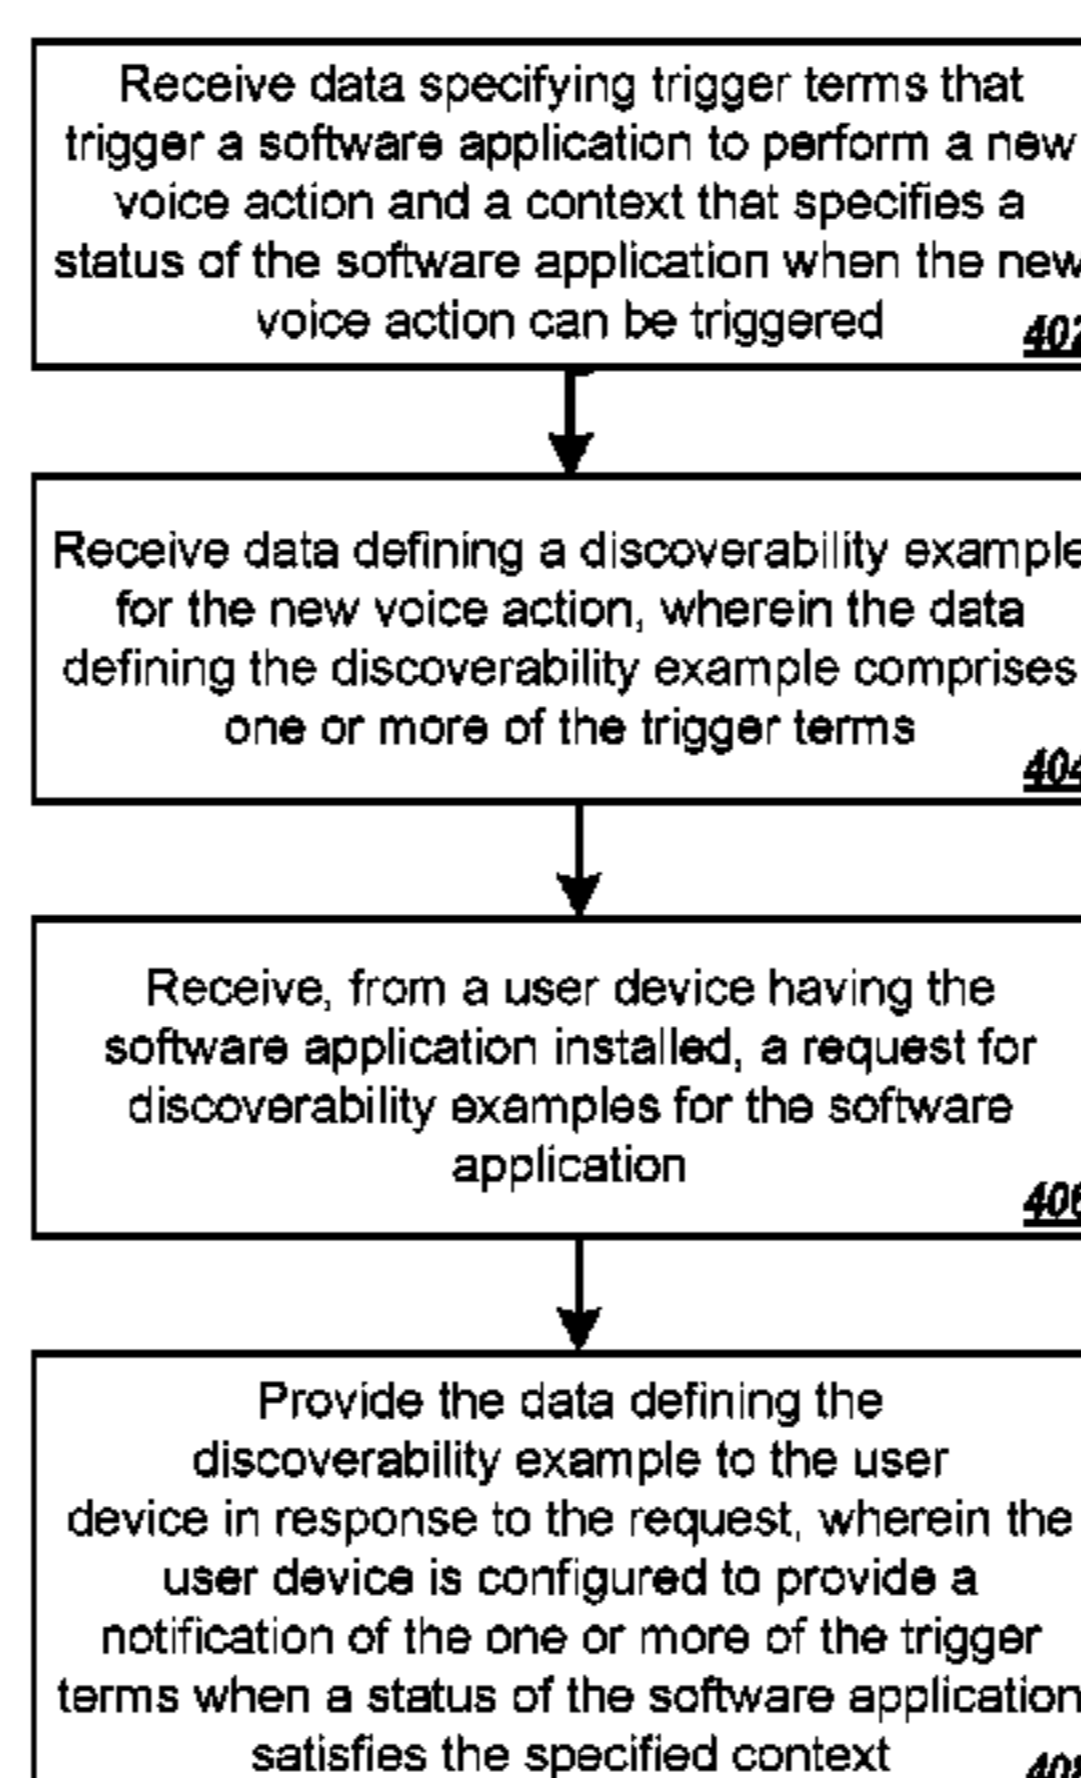 Receive data specifying trigger terms that
trigger a software application to perform a new
voice action and a context that specifies a
status of the software application when the new
voice action can be triggered
402
Receive data defining a discoverability example
for the new voice action, wherein the data
defining the discoverability example comprises
one or more of the trigger terms
404
Receive, from a user device having the
software application installed, a request for
discoverability examples for the software
application
406
Provide the data defining the
discoverability example to the user
device in response to the request, wherein the
user device is configured to provide a
notification of the one or more of the trigger
terms when a status of the software application
satisfies the specified context
408